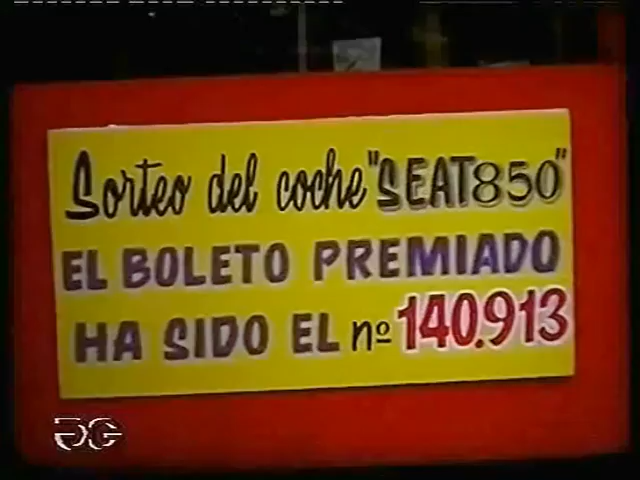 Sorteo del coche "SEAT 850"
EL BOLETO PREMIADO
HA SIDO EL nº 140.913